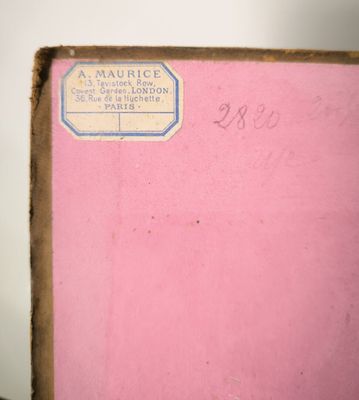 A. MAURICE
13, Tavistock Row,
Covent Garden, LONDON.
36, Rue de la Huchette,
· PARIS ·
2820